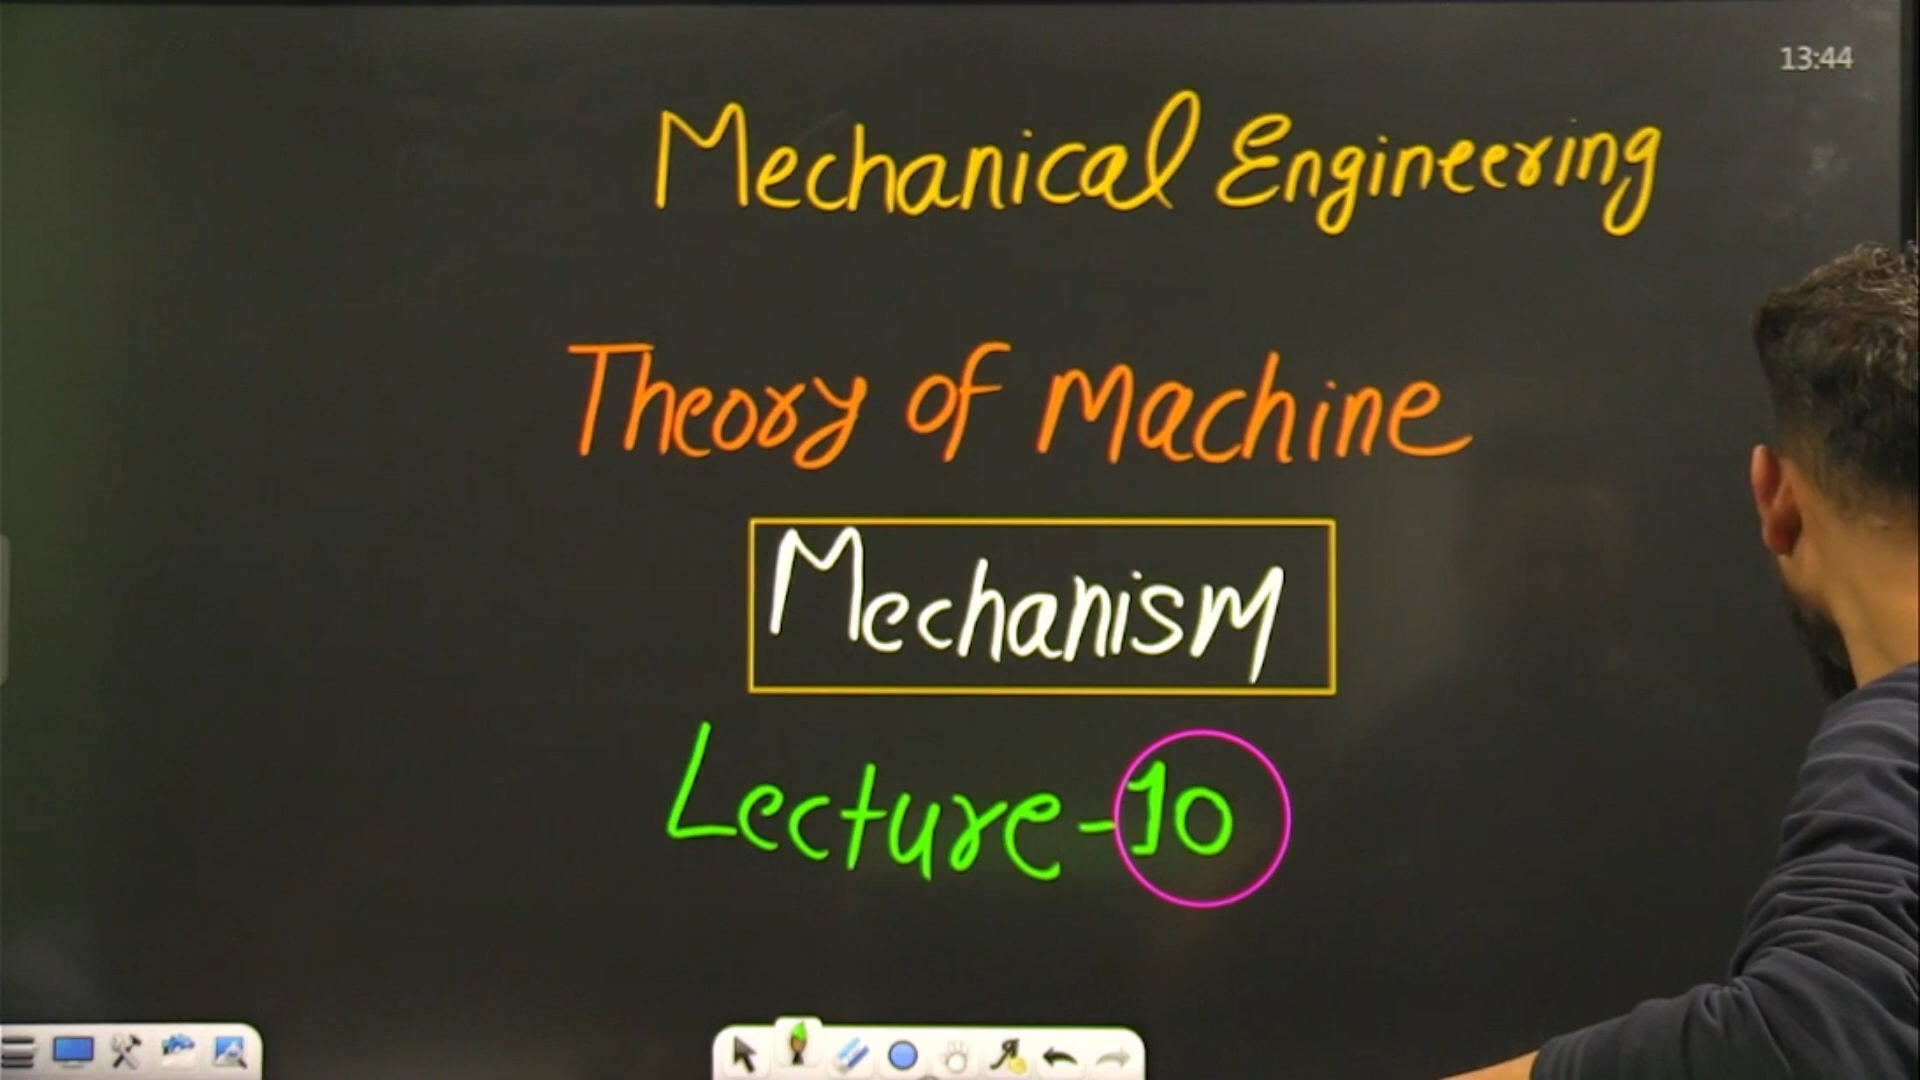 13:44
Mechanical Engineering
Theory of Machine
Mechanism
Lecture-10